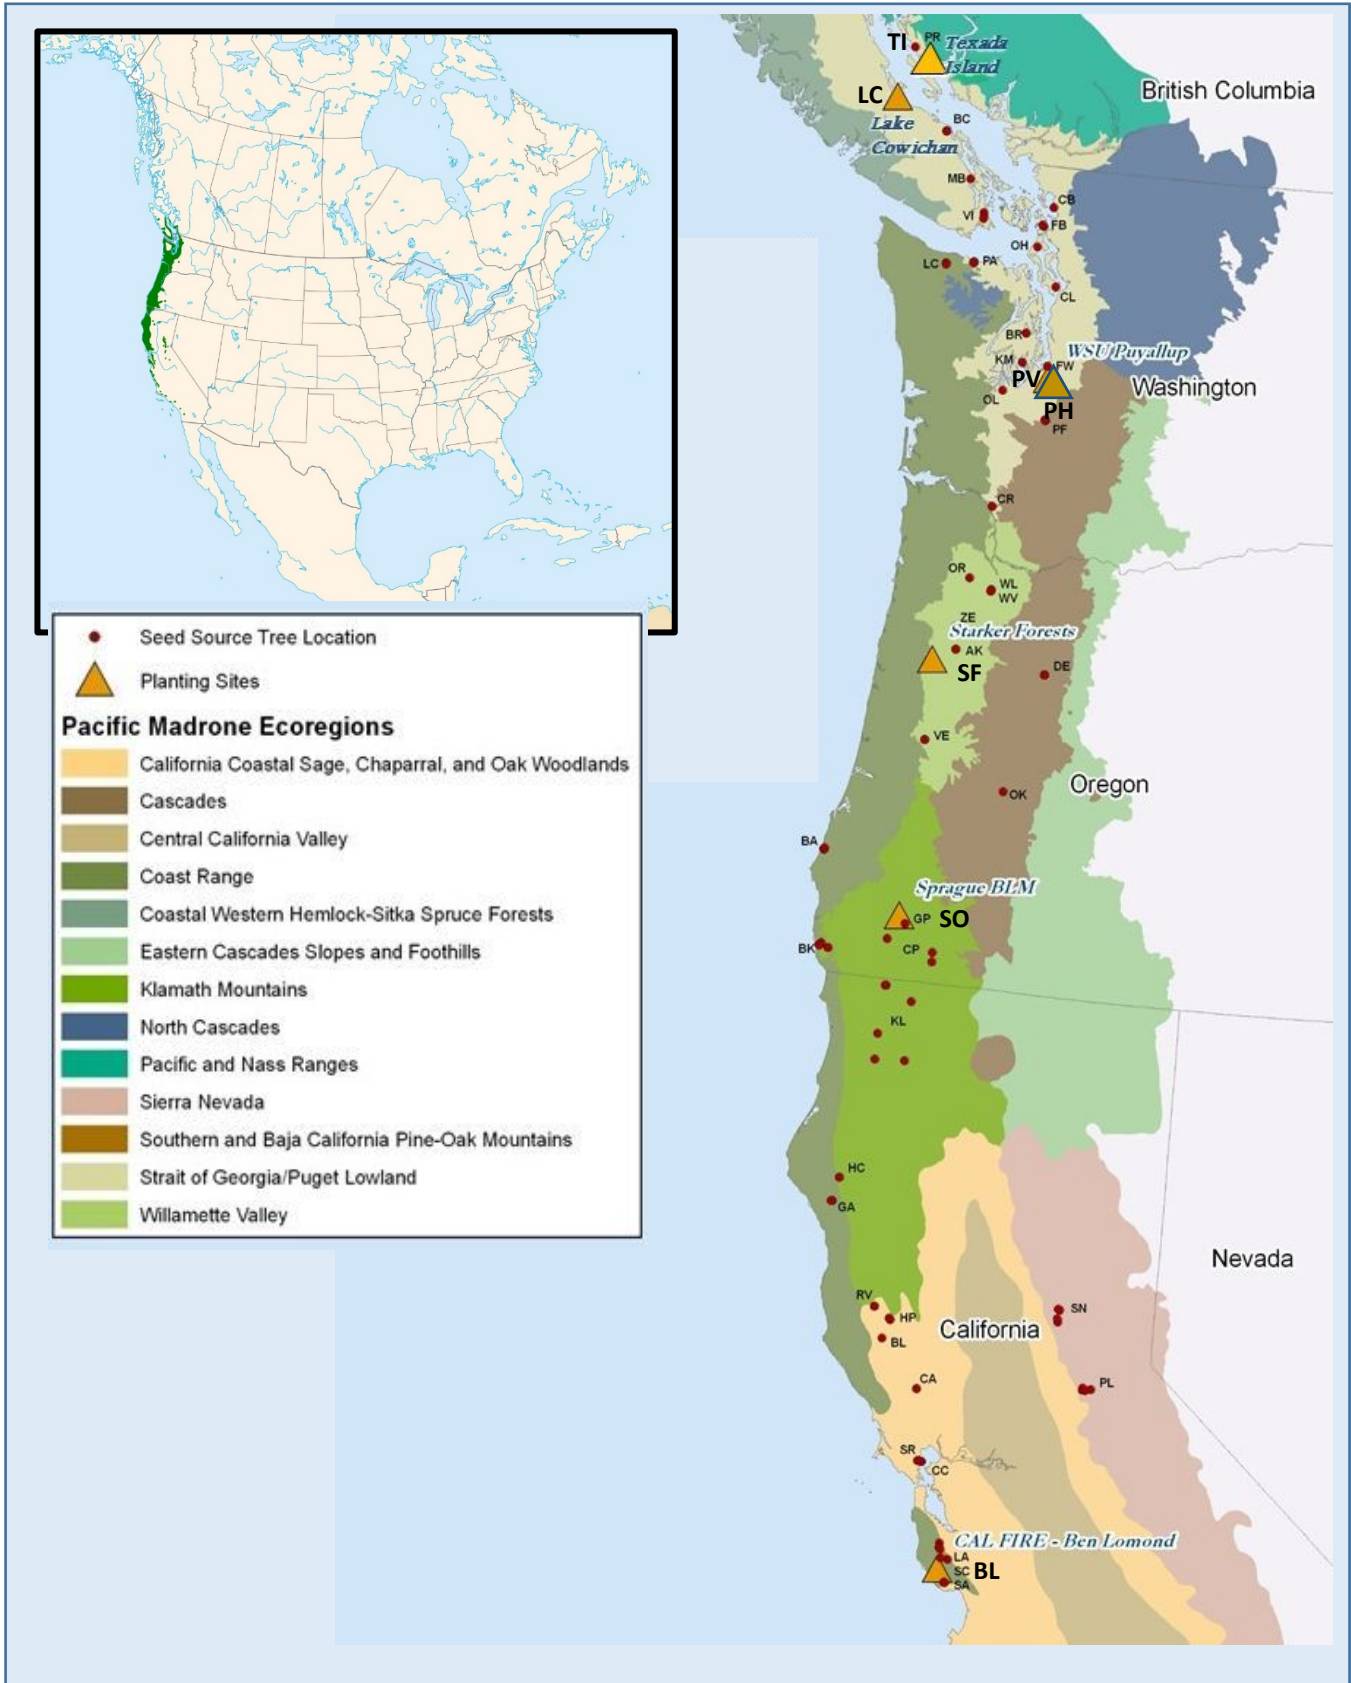 TI
PR
Texada
Island
British Columbia
LC
Lake
Cowichan
BC
MB
VI
CB
FB
OH
LC
PA
CL
BR
KM
WSU Puyallup
FW
PV
Washington
OL
PH
PF
CR
OR
WL
WV
ZE
Starker Forests
AK
SF
DE
VE
OK
Oregon
BA
Sprague BLM
GP
SO
BK
CP
KL
HC
GA
Nevada
RV
HP
SN
California
BL
CA
PL
SR
CC
CAL FIRE - Ben Lomond
LA
SC
BL
SA
Seed Source Tree Location
Planting Sites
Pacific Madrone Ecoregions
California Coastal Sage, Chaparral, and Oak Woodlands
Cascades
Central California Valley
Coast Range
Coastal Western Hemlock-Sitka Spruce Forests
Eastern Cascades Slopes and Foothills
Klamath Mountains
North Cascades
Pacific and Nass Ranges
Sierra Nevada
Southern and Baja California Pine-Oak Mountains
Strait of Georgia/Puget Lowland
Willamette Valley